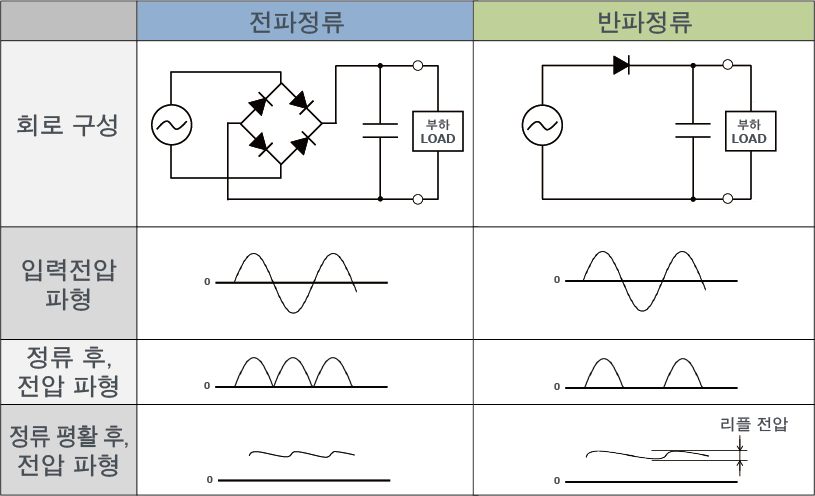 전파정류
반파정류
회로 구성
부하
LOAD
부하
LOAD
입력전압
파형
0
0
정류 후,
전압 파형
0
0
정류 평활 후,
전압 파형
리플 전압
0
0